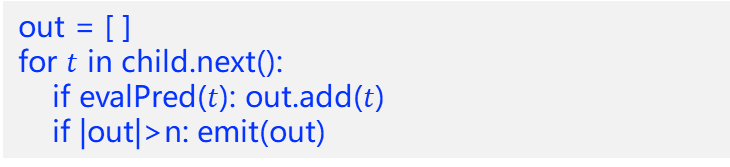 out = [ ]
for t in child.next():
if evalPred(t): out.add(t)
if |out|>n: emit(out)